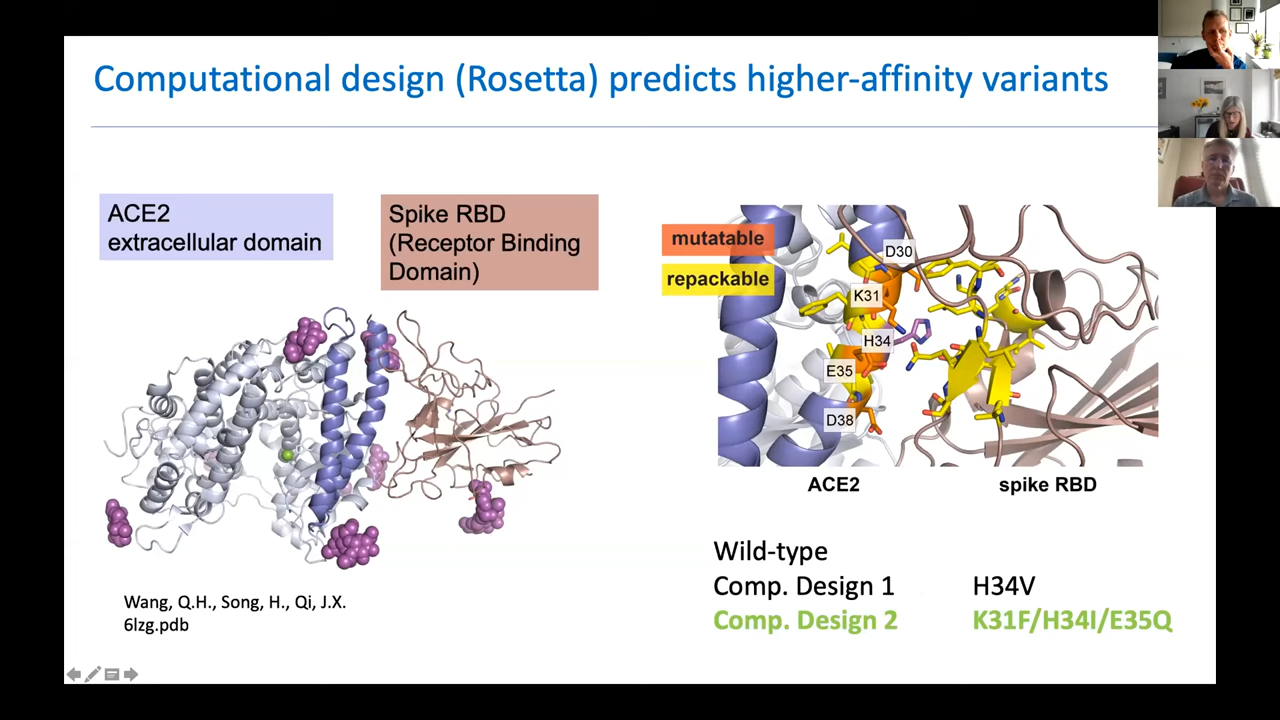 Computational design (Rosetta) predicts higher-affinity variants
ACE2
extracellular domain
Spike RBD
(Receptor Binding
Domain)
mutatable
repackable
D30
K31
H34
E35
D38
ACE2
spike RBD
Wang, Q.H., Song, H., Qi, J.X.
6lzg.pdb
Wild-type
Comp. Design 1 H34V
Comp. Design 2 K31F/H34I/E35Q